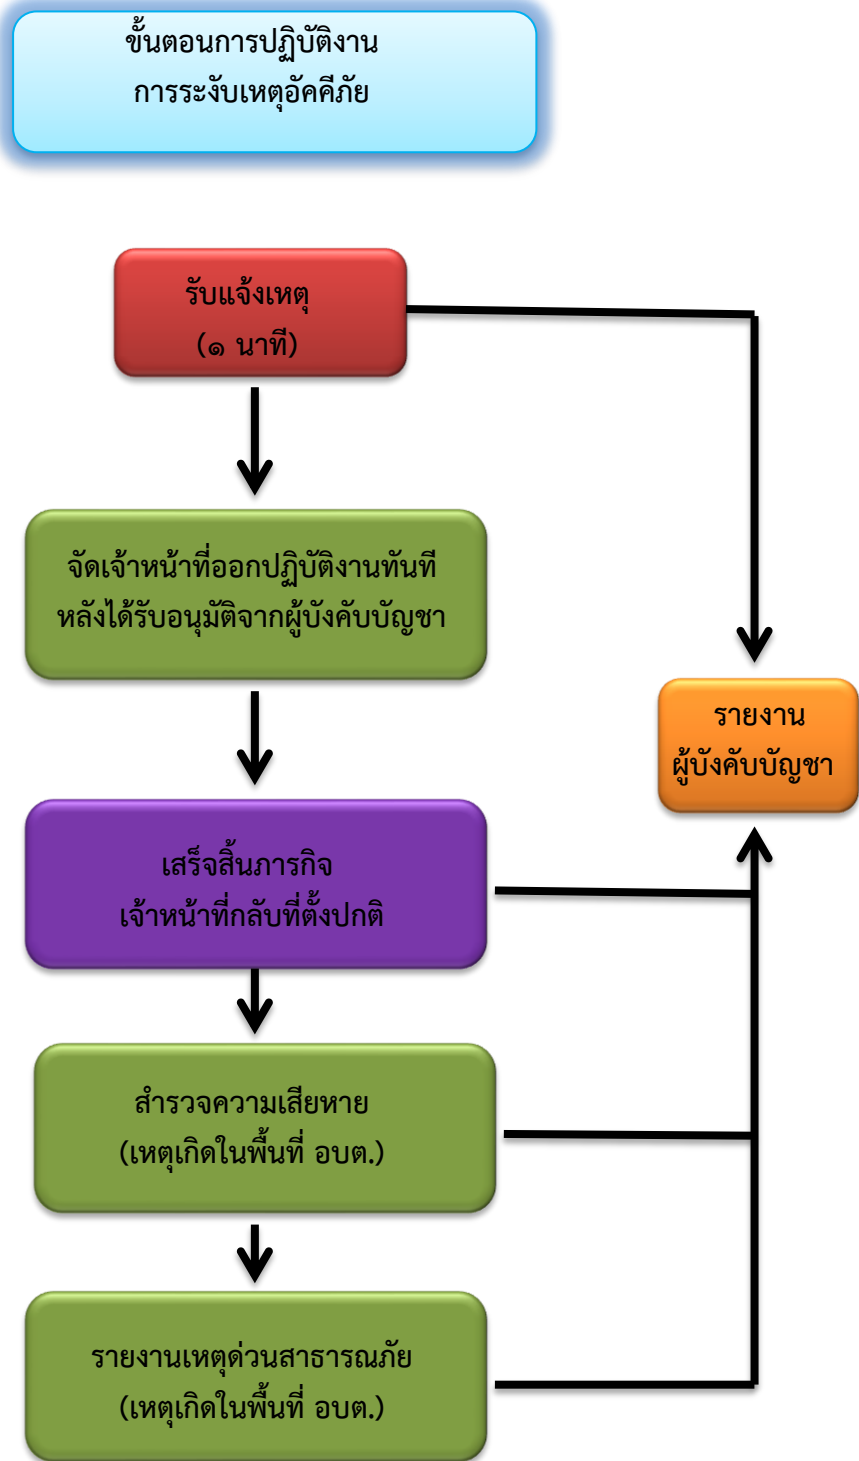 ขั้นตอนการปฏิบัติงาน
การระงับเหตุอัคคีภัย
รับแจ้งเหตุ
(๑ นาที)
จัดเจ้าหน้าที่ออกปฏิบัติงานทันที
หลังได้รับอนุมัติจากผู้บังคับบัญชา
รายงาน
ผู้บังคับบัญชา
เสร็จสิ้นภารกิจ
เจ้าหน้าที่กลับที่ตั้งปกติ
สำรวจความเสียหาย
(เหตุเกิดในพื้นที่ อบต.)
รายงานเหตุด่วนสาธารณภัย
(เหตุเกิดในพื้นที่ อบต.)